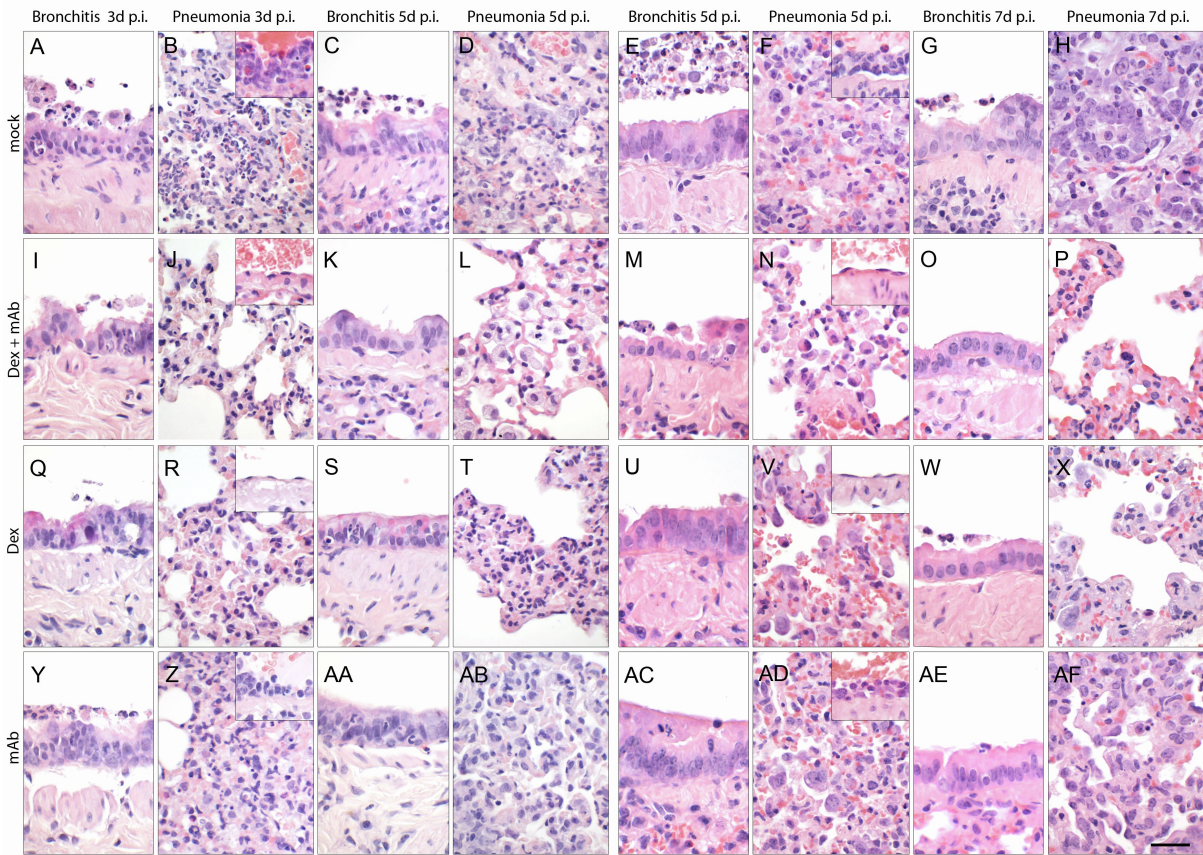 Bronchitis 3d p.i. Pneumonia 3d p.i. Bronchitis 5d p.i. Pneumonia 5d p.i. Bronchitis 5d p.i. Pneumonia 5d p.i. Bronchitis 7d p.i. Pneumonia 7d p.i.
mock
A B C D E F G H
Dex + mAb
I J K L M N O P
Dex
Q R S T U V W X
mAb
Y Z AA AB AC AD AE AF